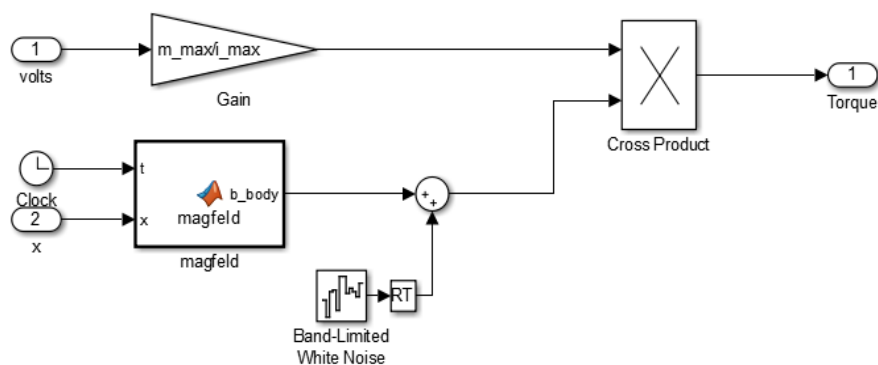 1
volts
m_max/i_max
Gain
Cross Product
1
Torque
Clock
2
x
t
x
b_body
magfeld
magfeld
+
+
RT
Band-Limited
White Noise